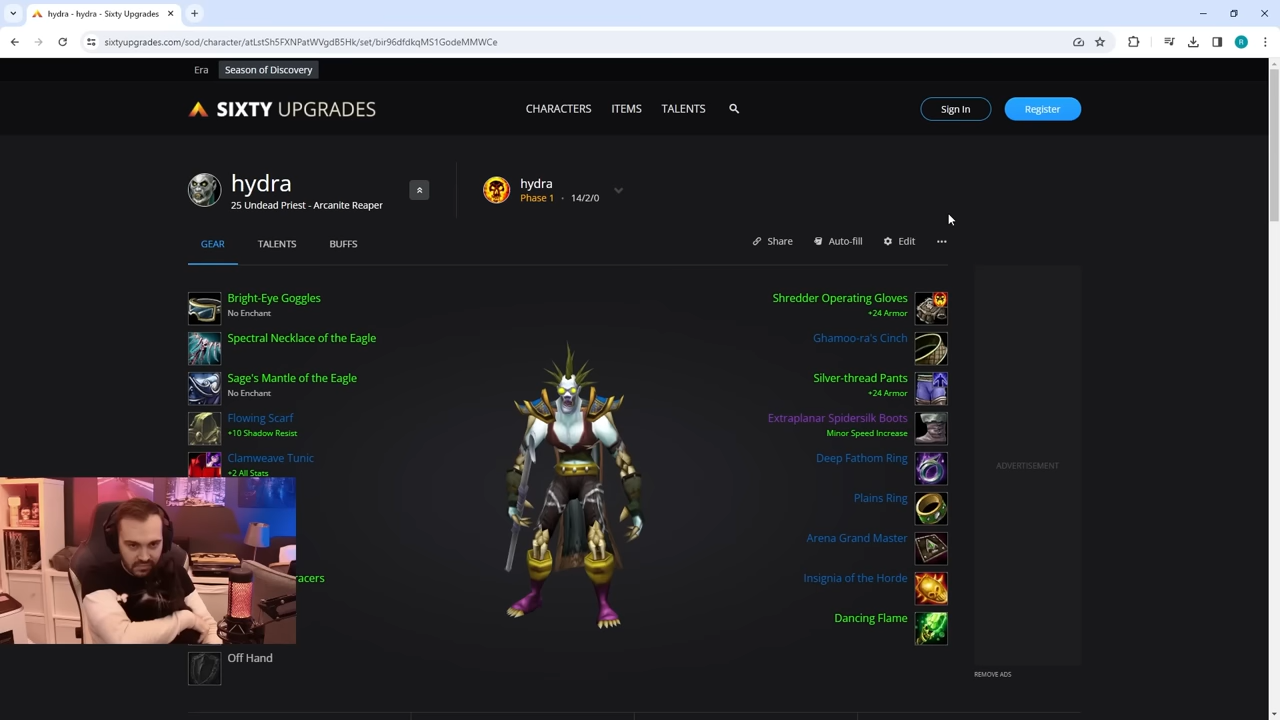 hydra - hydra - Sixty Upgrades
sixtyupgrades.com/sod/character/atLstSh5FXNPatWVgdB5Hk/set/bir96dfdkqMS1GodeMMWCe
R
Era
Season of Discovery
SIXTY UPGRADES
CHARACTERS
ITEMS
TALENTS
Sign In
Register
hydra
25 Undead Priest - Arcanite Reaper
hydra
Phase 1 • 14/2/0
GEAR
TALENTS
BUFFS
Share
Auto-fill
Edit
Bright-Eye Goggles
No Enchant
Spectral Necklace of the Eagle
Sage's Mantle of the Eagle
No Enchant
Flowing Scarf
+10 Shadow Resist
Clamweave Tunic
+2 All Stats
racers
Off Hand
Shredder Operating Gloves
+24 Armor
Ghamoo-ra's Cinch
Silver-thread Pants
+24 Armor
Extraplanar Spidersilk Boots
Minor Speed Increase
Deep Fathom Ring
Plains Ring
Arena Grand Master
Insignia of the Horde
Dancing Flame
ADVERTISEMENT
REMOVE ADS